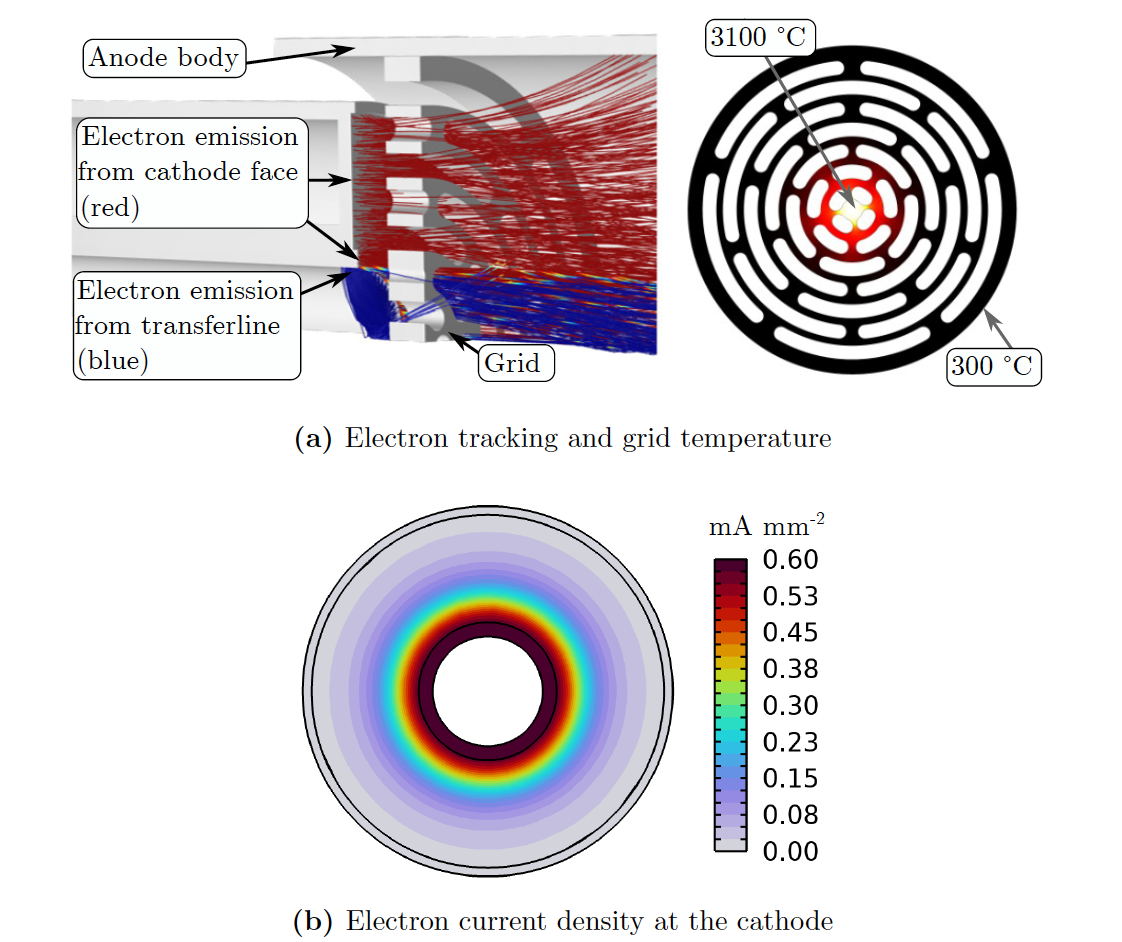 Anode body
3100 °C
Electron emission
from cathode face
(red)
Electron emission
from transferline
(blue)
Grid
300 °C
(a) Electron tracking and grid temperature
mA mm-2
0.60
0.53
0.45
0.38
0.30
0.23
0.15
0.08
0.00
(b) Electron current density at the cathode